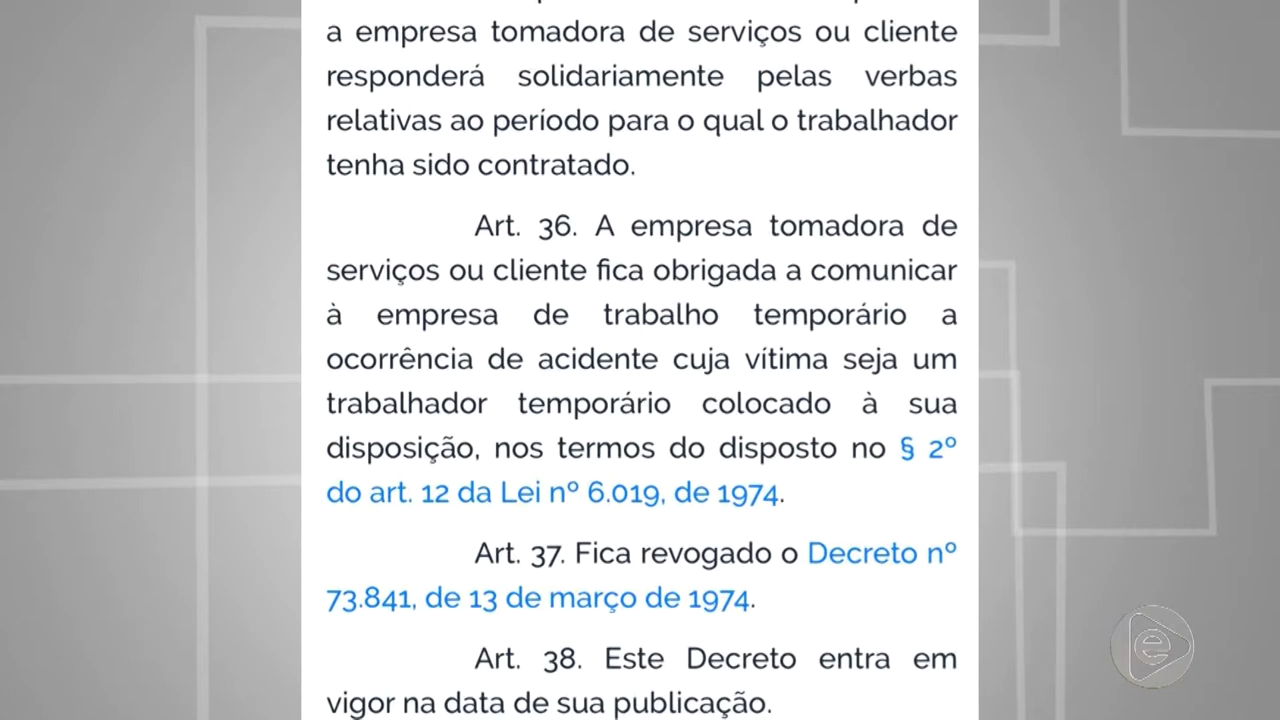 a empresa tomadora de serviços ou cliente
responderá solidariamente pelas verbas
relativas ao período para o qual o trabalhador
tenha sido contratado.
Art. 36. A empresa tomadora de
serviços ou cliente fica obrigada a comunicar
à empresa de trabalho temporário a
ocorrência de acidente cuja vítima seja um
trabalhador temporário colocado à sua
disposição, nos termos do disposto no § 2º
do art. 12 da Lei nº 6.019, de 1974.
Art. 37. Fica revogado o Decreto nº
73.841, de 13 de março de 1974.
Art. 38. Este Decreto entra em
vigor na data de sua publicação.
e